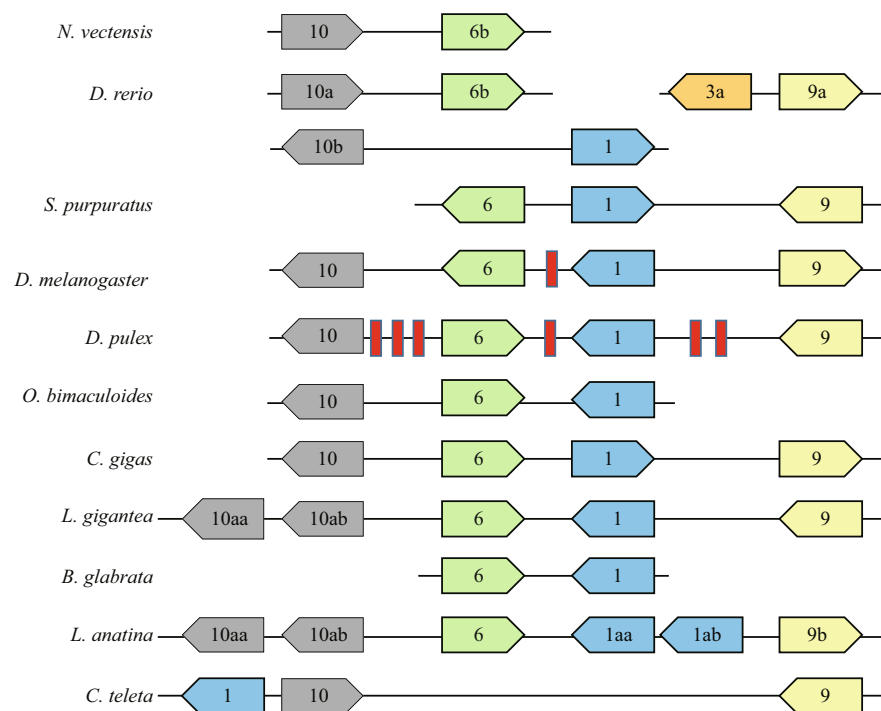 N. vectensis 10 6b
D. rerio 10a 6b 3a 9a
10b 1
S. purpuratus 6 1 9
D. melanogaster 10 6 1 9
D. pulex 10 6 1 9
O. bimaculoides 10 6 1
C. gigas 10 6 1 9
L. gigantea 10aa 10ab 6 1 9
B. glabrata 6 1
L. anatina 10aa 10ab 6 1aa 1ab 9b
C. teleta 1 10 9